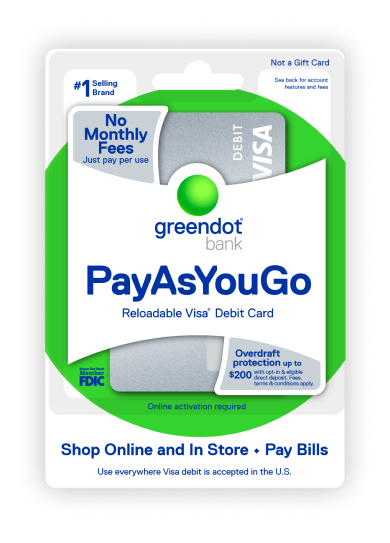 Not a Gift Card
#1 Selling
Brand
See back for account
features and fees
No
Monthly
Fees
Just pay per use
DEBIT
VISA
greendot®
bank
PayAsYouGo
Reloadable Visa® Debit Card
Overdraft
protection up to
$200 with opt-in & eligible
direct deposit. Fees,
terms & conditions apply.
Green Dot Bank
Member
FDIC
Online activation required
Shop Online and In Store • Pay Bills
Use everywhere Visa debit is accepted in the U.S.